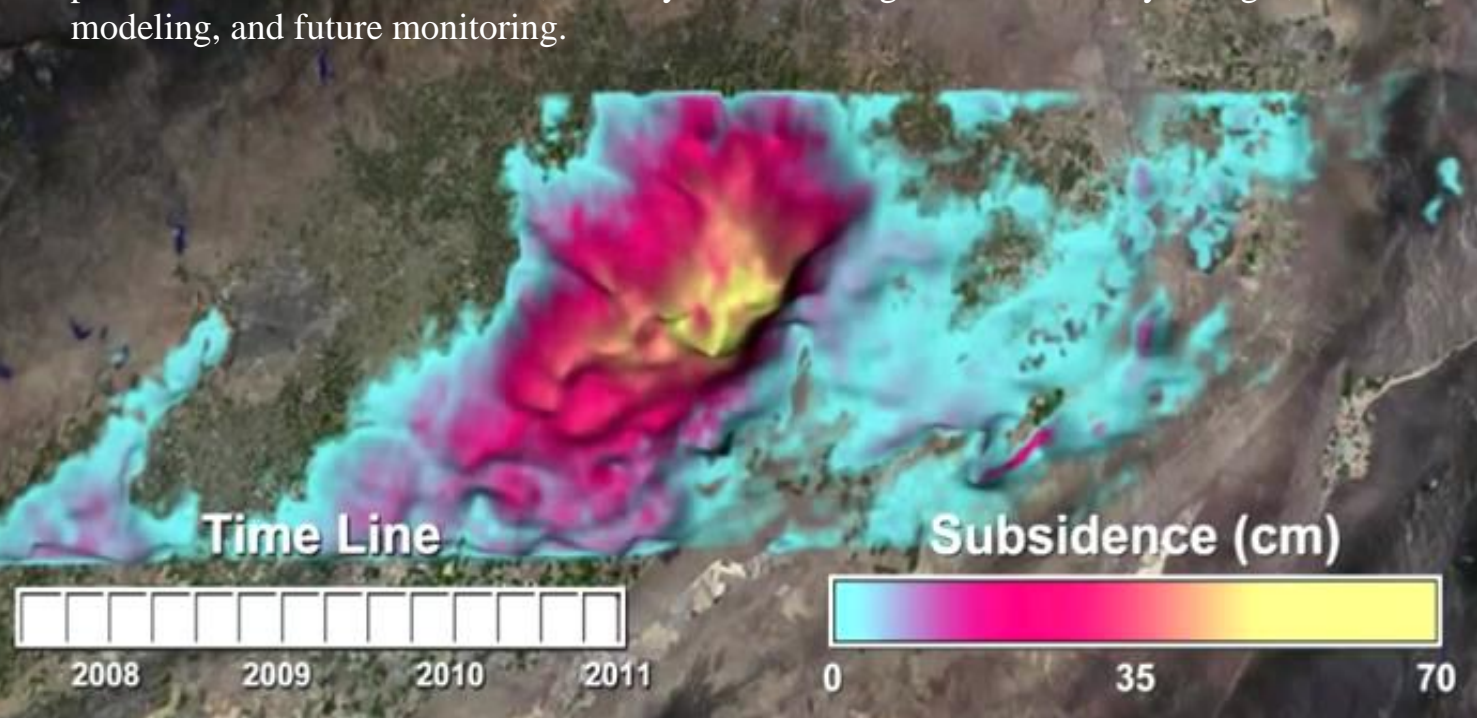 modeling, and future monitoring.
Time Line
Subsidence (cm)
2008 2009 2010 2011
0 35 70